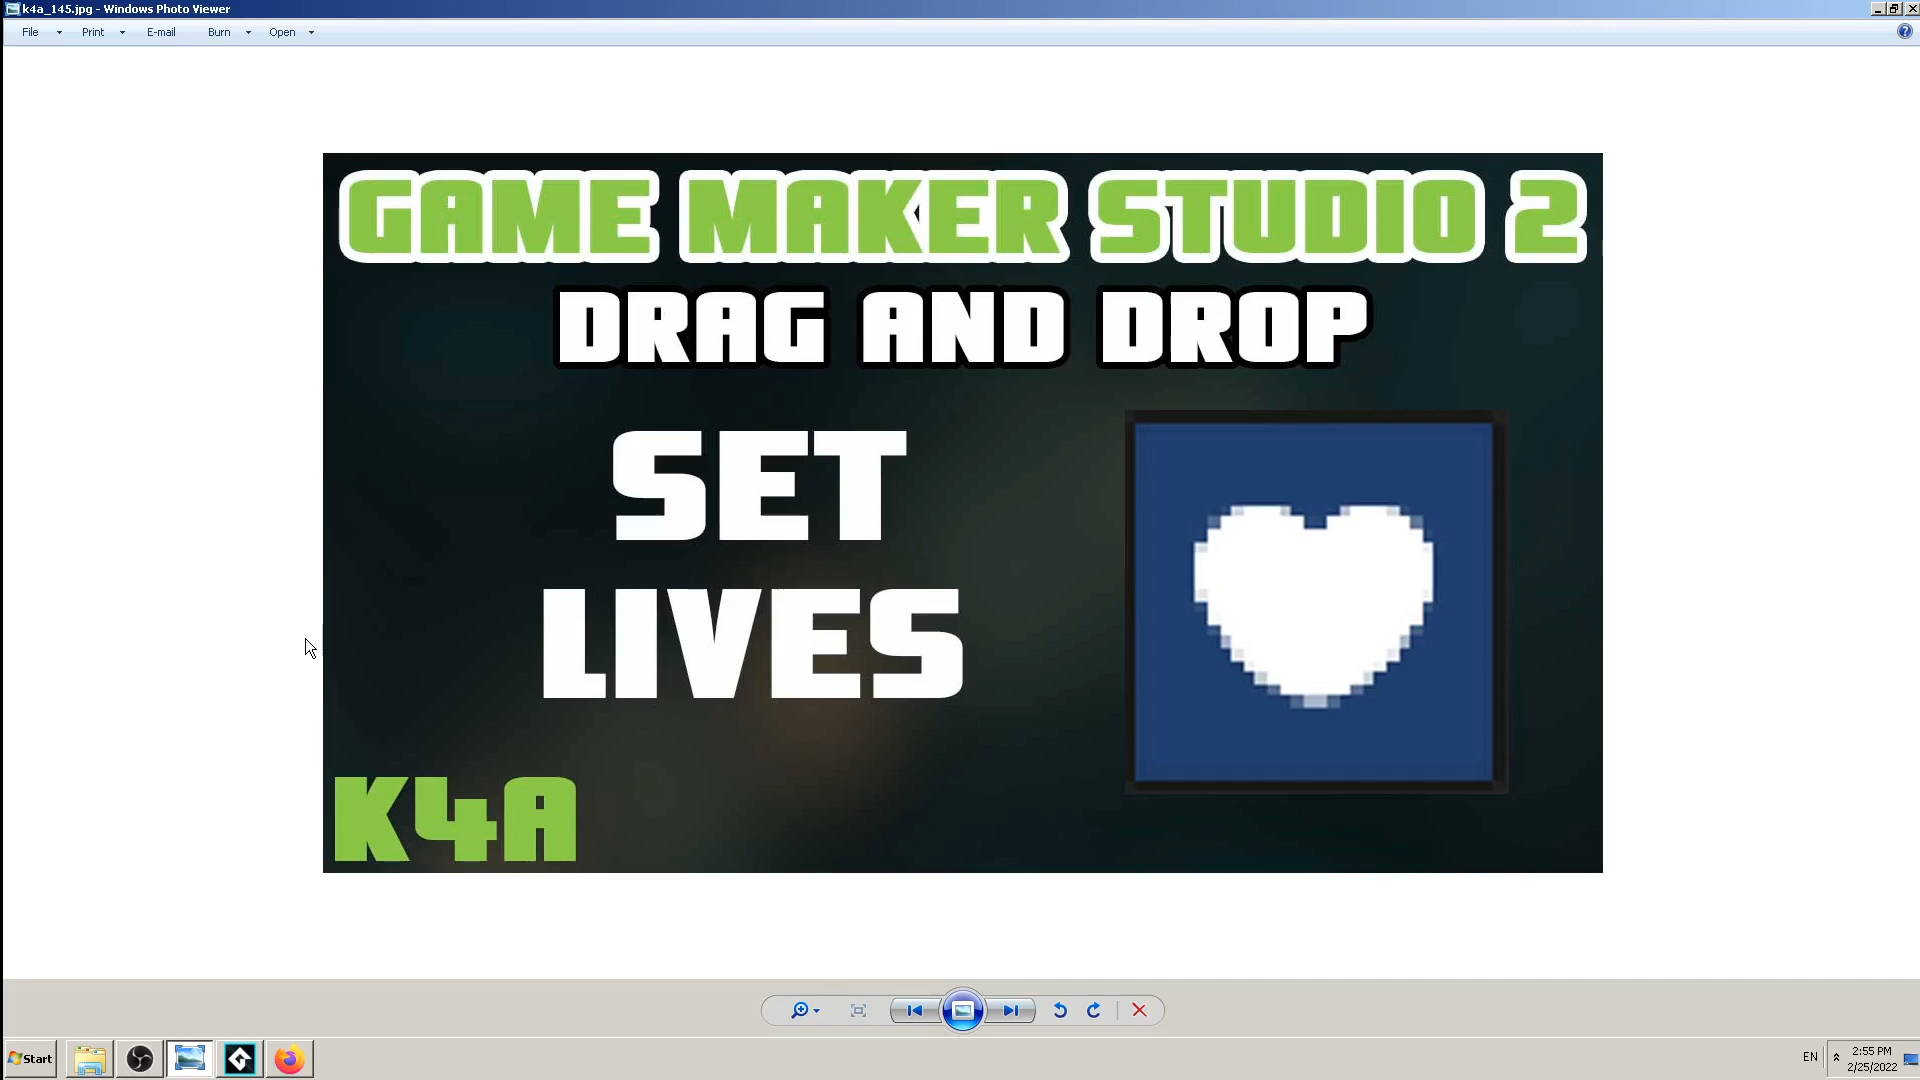 k4a_145.jpg - Windows Photo Viewer
File Print E-mail Burn Open
GAME MAKER STUDIO 2
DRAG AND DROP
SET
LIVES
K4A
Start
EN
2:55 PM
2/25/2022